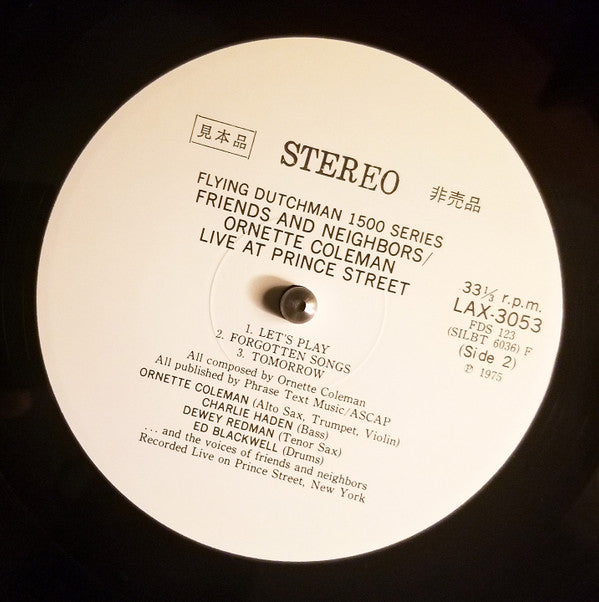 見本品
STEREO
非売品
FLYING DUTCHMAN 1500 SERIES
FRIENDS AND NEIGHBORS/
ORNETTE COLEMAN
LIVE AT PRINCE STREET
33⅓ r.p.m.
LAX-3053
FDS 123
(SILBT 6036) F
(Side 2)
℗ 1975
1. LET'S PLAY
2. FORGOTTEN SONGS
3. TOMORROW
All composed by Ornette Coleman
All published by Phrase Text Music/ASCAP
ORNETTE COLEMAN (Alto Sax, Trumpet, Violin)
CHARLIE HADEN (Bass)
DEWEY REDMAN (Tenor Sax)
ED BLACKWELL (Drums)
...and the voices of friends and neighbors
Recorded Live on Prince Street, New York